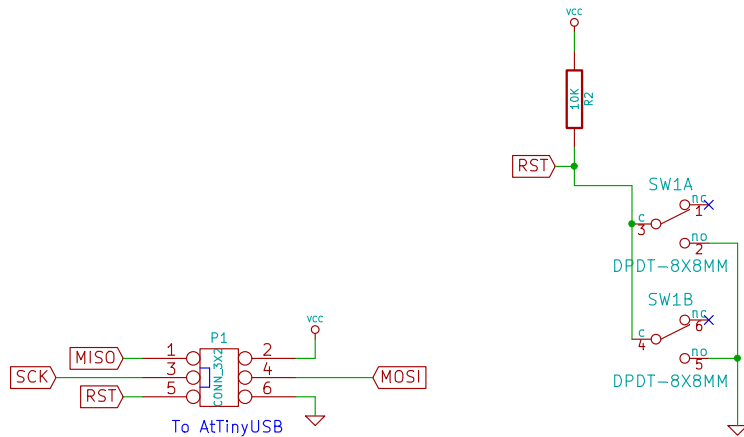 VCC
10K
R2
RST
SW1A
nc
1
c
3
no
2
DPDT-8X8MM
SW1B
nc
6
c
4
no
5
DPDT-8X8MM
VCC
P1
MISO
1
2
SCK
3
CONN_3X2
4
MOSI
RST
5
6
To AtTinyUSB